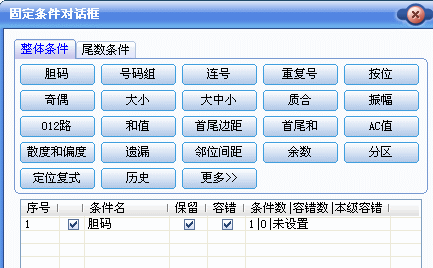 固定条件对话框
整体条件 尾数条件
胆码 号码组 连号 重复号 按位
奇偶 大小 大中小 质合 振幅
012路 和值 首尾边距 首尾和 AC值
散度和偏度 遗漏 邻位间距 余数 分区
定位复式 历史 更多>>
序号 条件名 保留 容错 条件数|容错数|本级容错
1 胆码 1|0|未设置